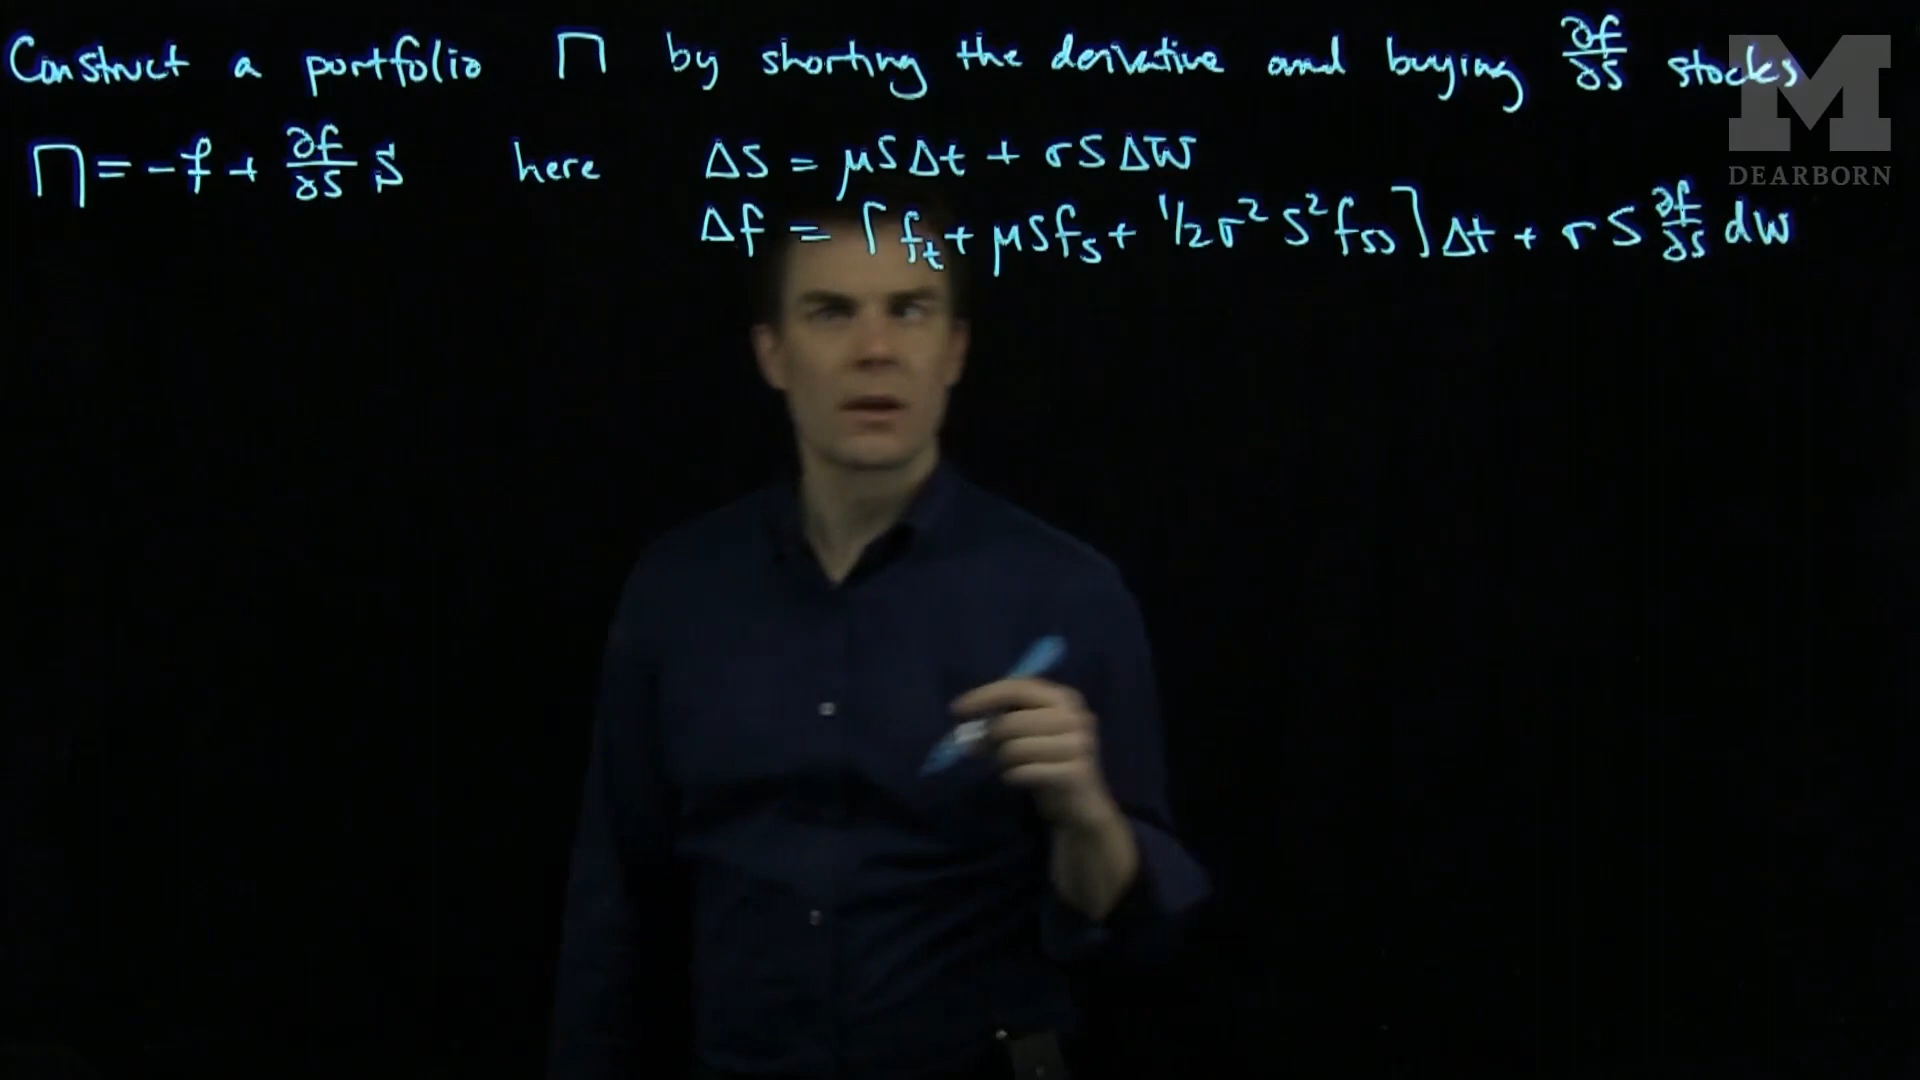 Construct a portfolio Π by shorting the derivative and buying ∂f/∂S stocks
Π = -f + ∂f/∂S S here ΔS = μSΔt + σSΔW
Δf = [f_t + μSf_s + 1/2σ²S²f_ss]Δt + σS ∂f/∂S dW
M
DEARBORN